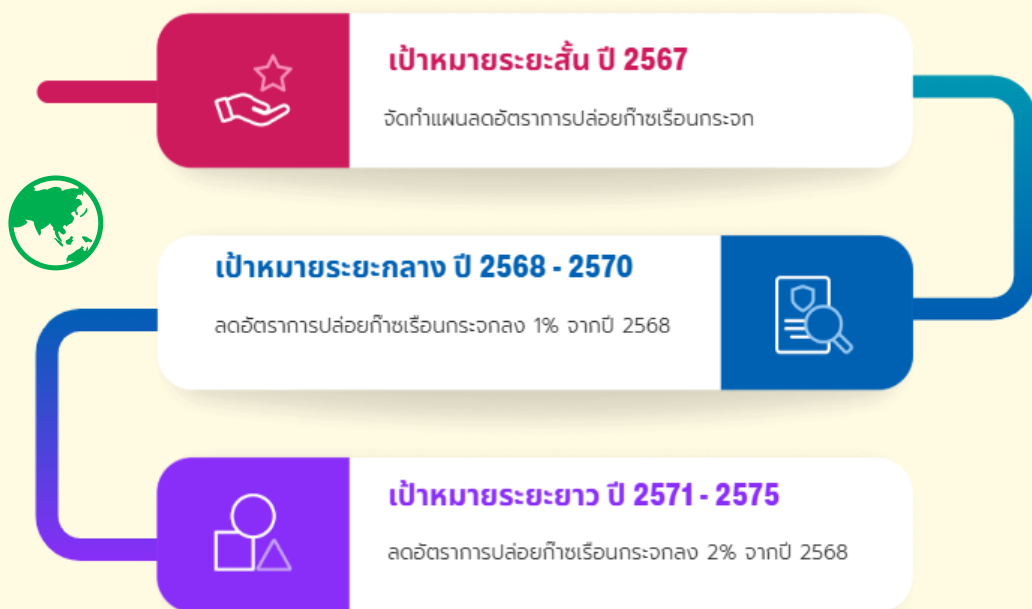 เป้าหมายระยะสั้น ปี 2567
จัดทำแผนลดอัตราการปล่อยก๊าซเรือนกระจก
เป้าหมายระยะกลาง ปี 2568 - 2570
ลดอัตราการปล่อยก๊าซเรือนกระจกลง 1% จากปี 2568
เป้าหมายระยะยาว ปี 2571 - 2575
ลดอัตราการปล่อยก๊าซเรือนกระจกลง 2% จากปี 2568